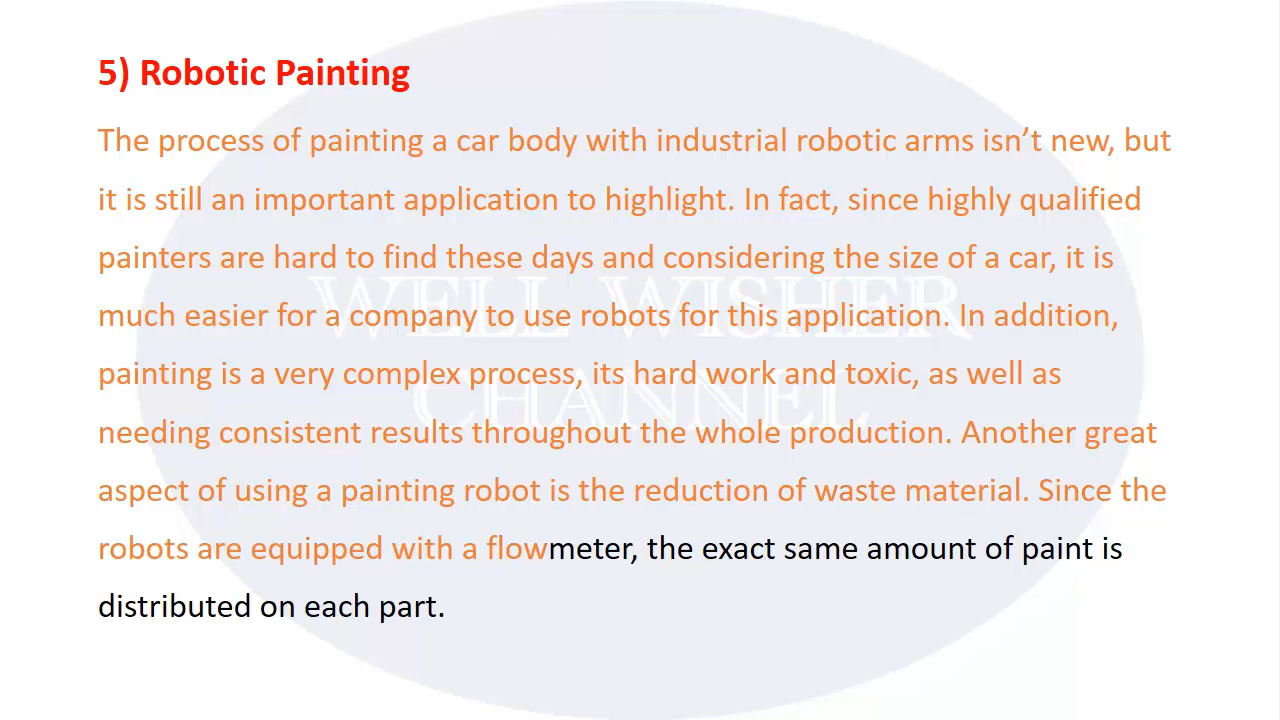 5) Robotic Painting
The process of painting a car body with industrial robotic arms isn’t new, but
it is still an important application to highlight. In fact, since highly qualified
painters are hard to find these days and considering the size of a car, it is
much easier for a company to use robots for this application. In addition,
painting is a very complex process, its hard work and toxic, as well as
needing consistent results throughout the whole production. Another great
aspect of using a painting robot is the reduction of waste material. Since the
robots are equipped with a flowmeter, the exact same amount of paint is
distributed on each part.
WELL WISHER
CHANNEL